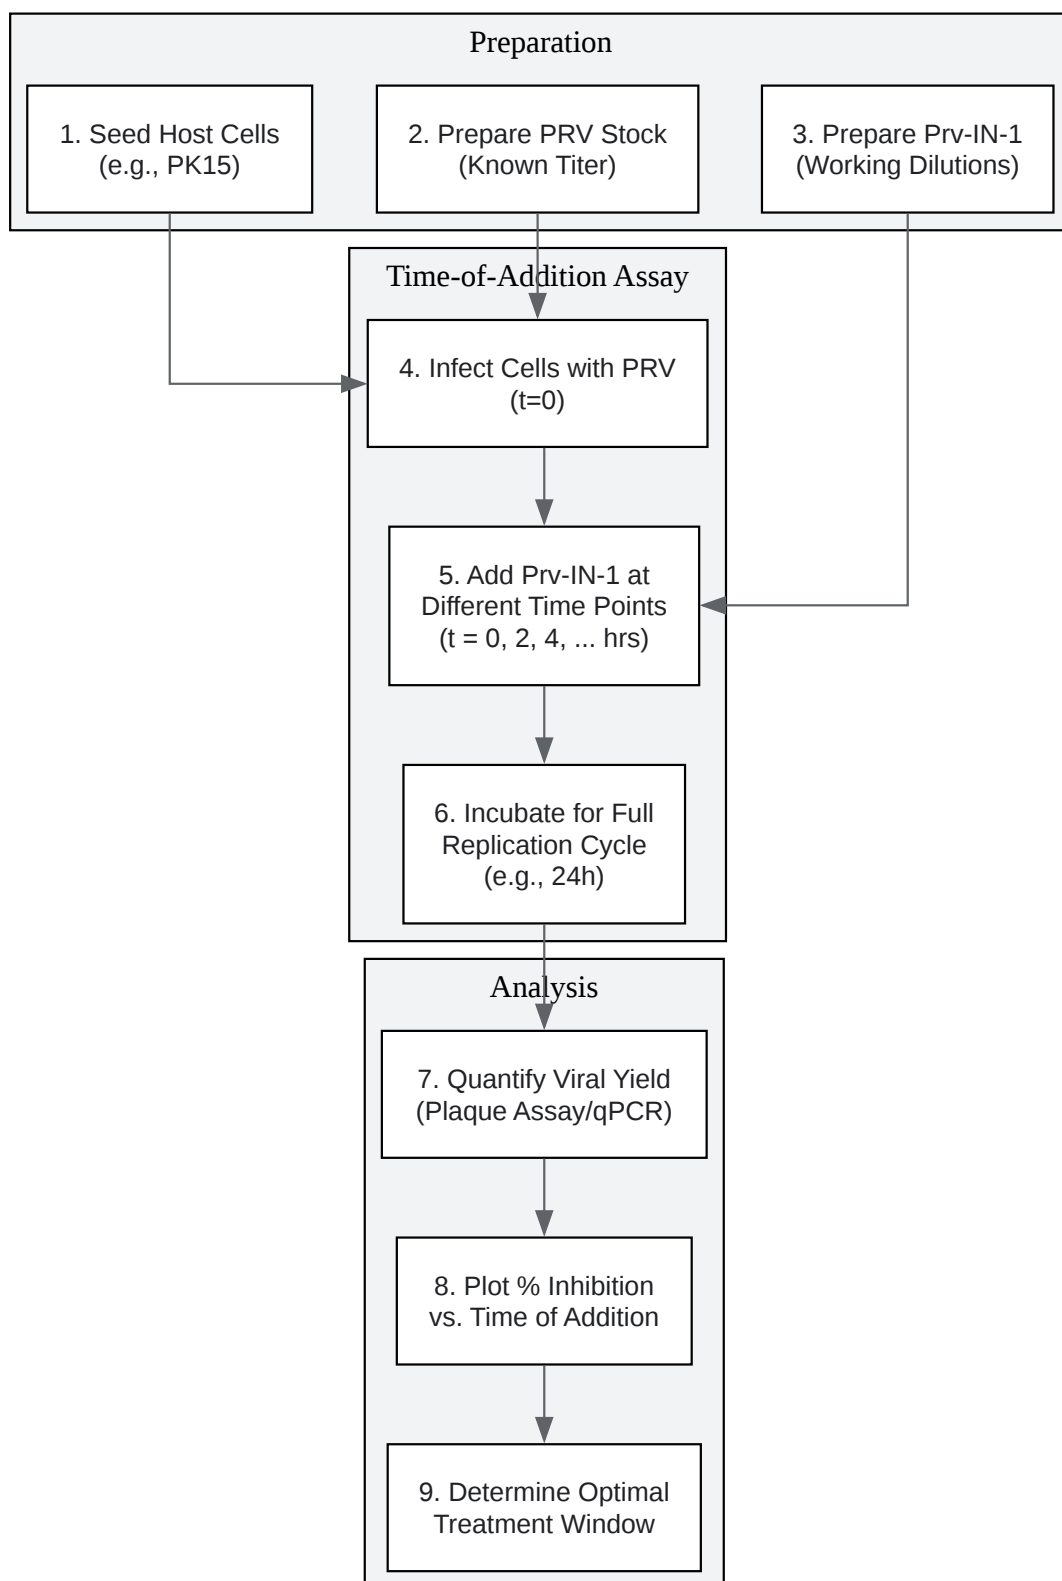 Preparation
1. Seed Host Cells
(e.g., PK15)
2. Prepare PRV Stock
(Known Titer)
3. Prepare Prv-IN-1
(Working Dilutions)
Time-of-Addition Assay
4. Infect Cells with PRV
(t=0)
5. Add Prv-IN-1 at
Different Time Points
(t = 0, 2, 4, ... hrs)
6. Incubate for Full
Replication Cycle
(e.g., 24h)
Analysis
7. Quantify Viral Yield
(Plaque Assay/qPCR)
8. Plot % Inhibition
vs. Time of Addition
9. Determine Optimal
Treatment Window